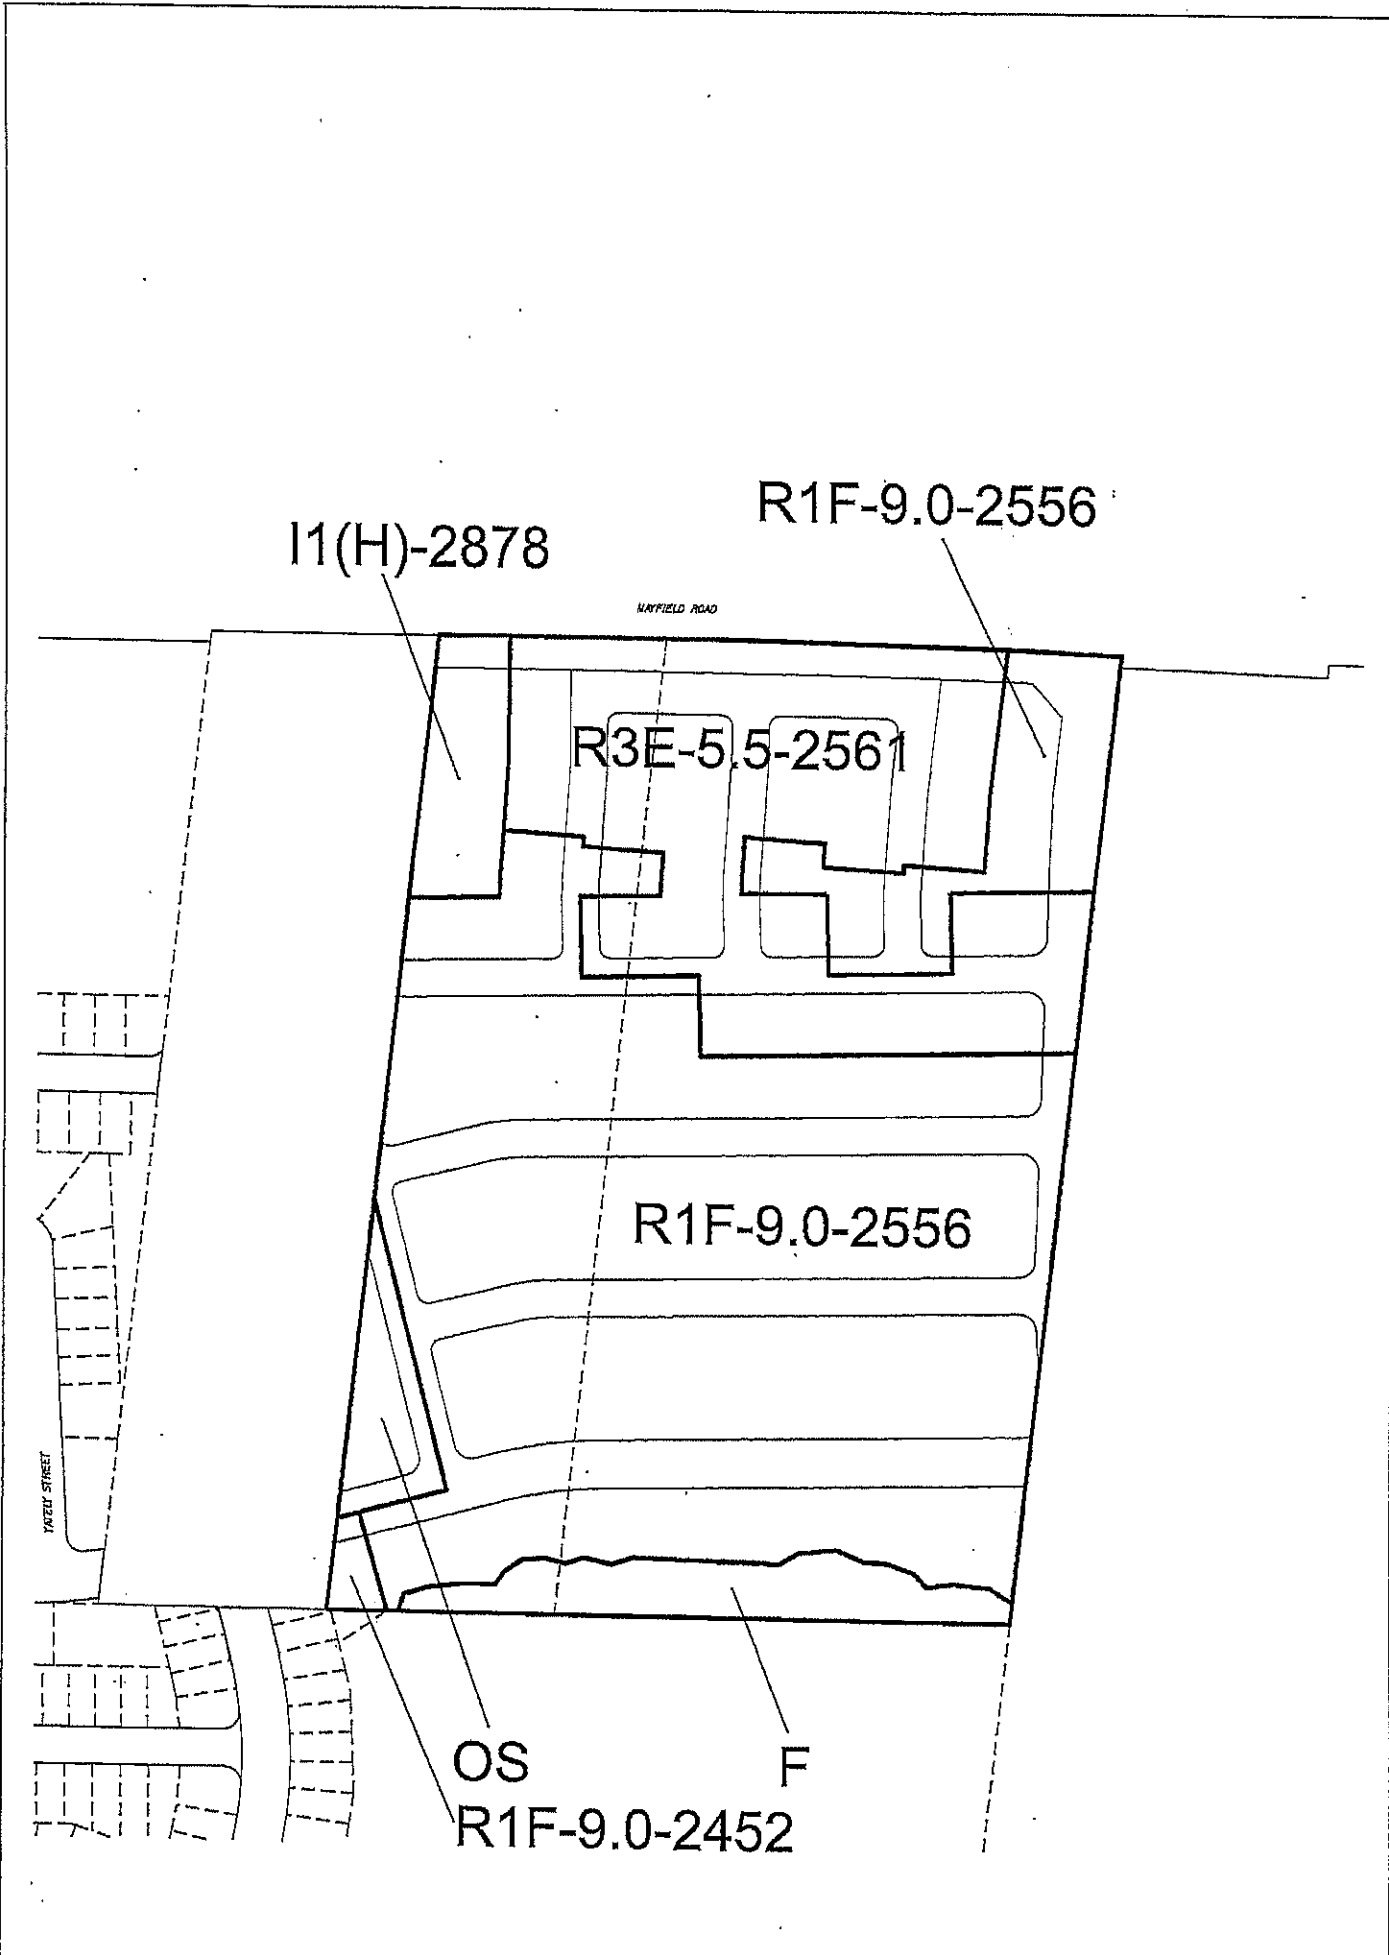 R1F-9.0-2556
I1(H)-2878
MAYFIELD ROAD
R3E-5.5-2561
R1F-9.0-2556
YATELY STREET
OS
F
R1F-9.0-2452